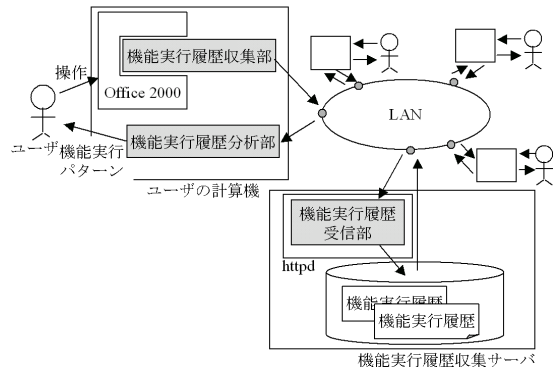 機能実行履歴収集部
操作
Office 2000
LAN
ユーザ
機能実行
パターン
機能実行履歴分析部
ユーザの計算機
機能実行履歴
受信部
httpd
機能実行履歴
機能実行履歴
機能実行履歴収集サーバ